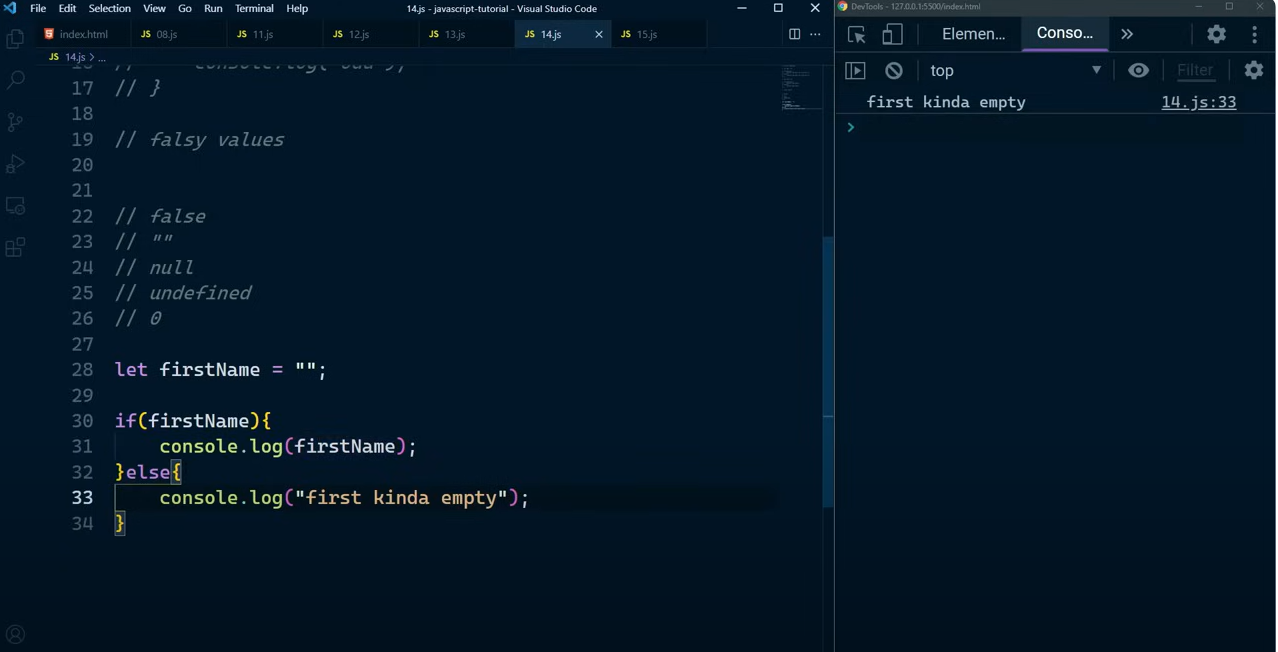 File Edit Selection View Go Run Terminal Help 14.js - javascript-tutorial - Visual Studio Code
DevTools - 127.0.0.1:5500/index.html
index.html JS 08.js JS 11.js JS 12.js JS 13.js JS 14.js JS 15.js
Elemen... Conso...
JS 14.js > ...
top Filter
17 // }
18
19 // falsy values
20
21
22 // false
23 // ""
24 // null
25 // undefined
26 // 0
27
28 let firstName = "";
29
30 if(firstName){
31 console.log(firstName);
32 }else{
33 console.log("first kinda empty");
34 }
first kinda empty 14.js:33